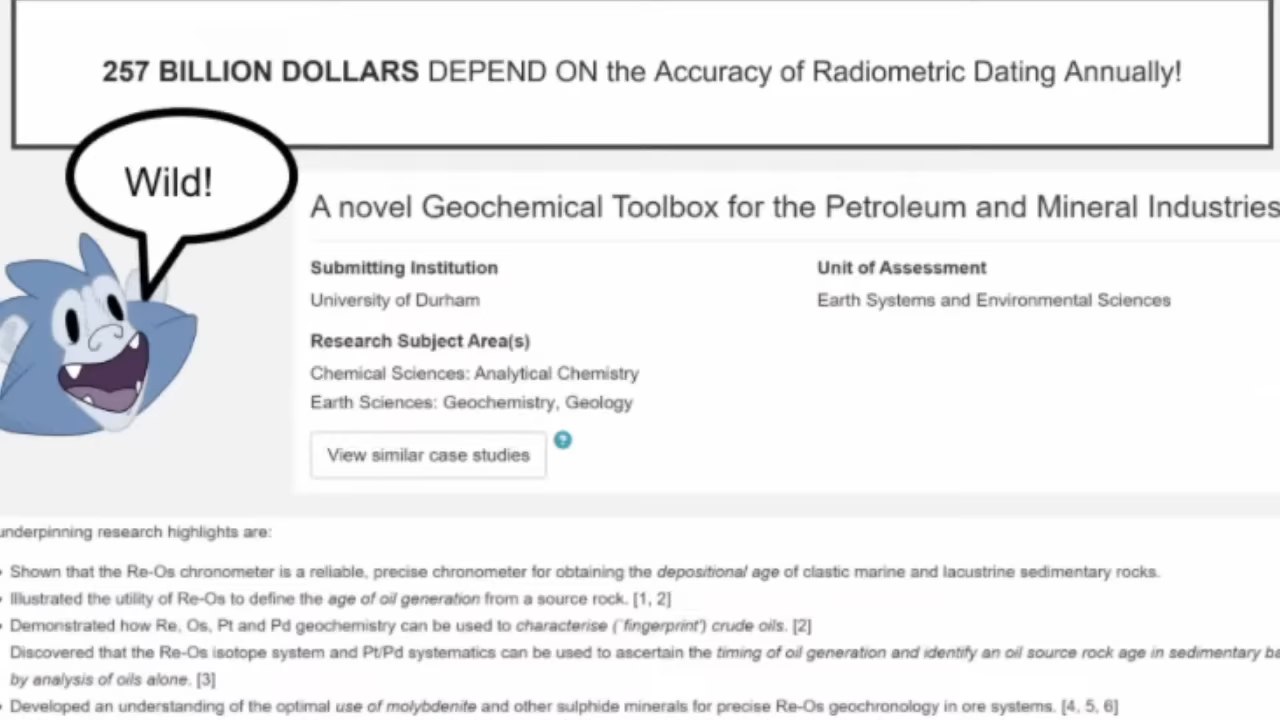 257 BILLION DOLLARS DEPEND ON the Accuracy of Radiometric Dating Annually!
Wild!
A novel Geochemical Toolbox for the Petroleum and Mineral Industries
Submitting Institution
Unit of Assessment
University of Durham
Earth Systems and Environmental Sciences
Research Subject Area(s)
Chemical Sciences: Analytical Chemistry
Earth Sciences: Geochemistry, Geology
View similar case studies
?
underpinning research highlights are:
• Shown that the Re-Os chronometer is a reliable, precise chronometer for obtaining the depositional age of clastic marine and lacustrine sedimentary rocks.
• Illustrated the utility of Re-Os to define the age of oil generation from a source rock. [1, 2]
• Demonstrated how Re, Os, Pt and Pd geochemistry can be used to characterise (`fingerprint') crude oils. [2]
Discovered that the Re-Os isotope system and Pt/Pd systematics can be used to ascertain the timing of oil generation and identify an oil source rock age in sedimentary ba
by analysis of oils alone. [3]
• Developed an understanding of the optimal use of molybdenite and other sulphide minerals for precise Re-Os geochronology in ore systems. [4, 5, 6]